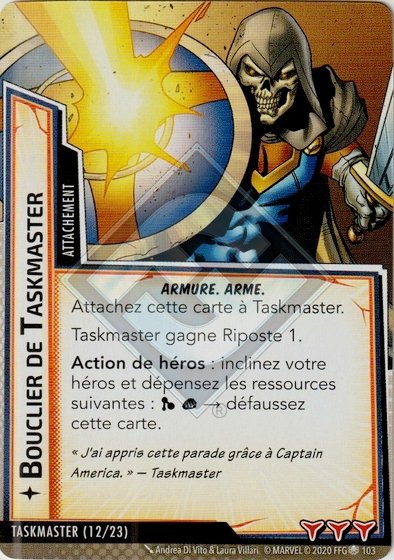 BOUCLIER DE TASKMASTER
ATTACHEMENT
ARMURE. ARME.
Attachez cette carte à Taskmaster.
Taskmaster gagne Riposte 1.
Action de héros : inclinez votre
héros et dépensez les ressources
suivantes : → défaussez
cette carte.
« J'ai appris cette parade grâce à Captain
America. » — Taskmaster
TASKMASTER (12/23)
Andrea Di Vito & Laura Villari. © MARVEL © 2020 FFG 103